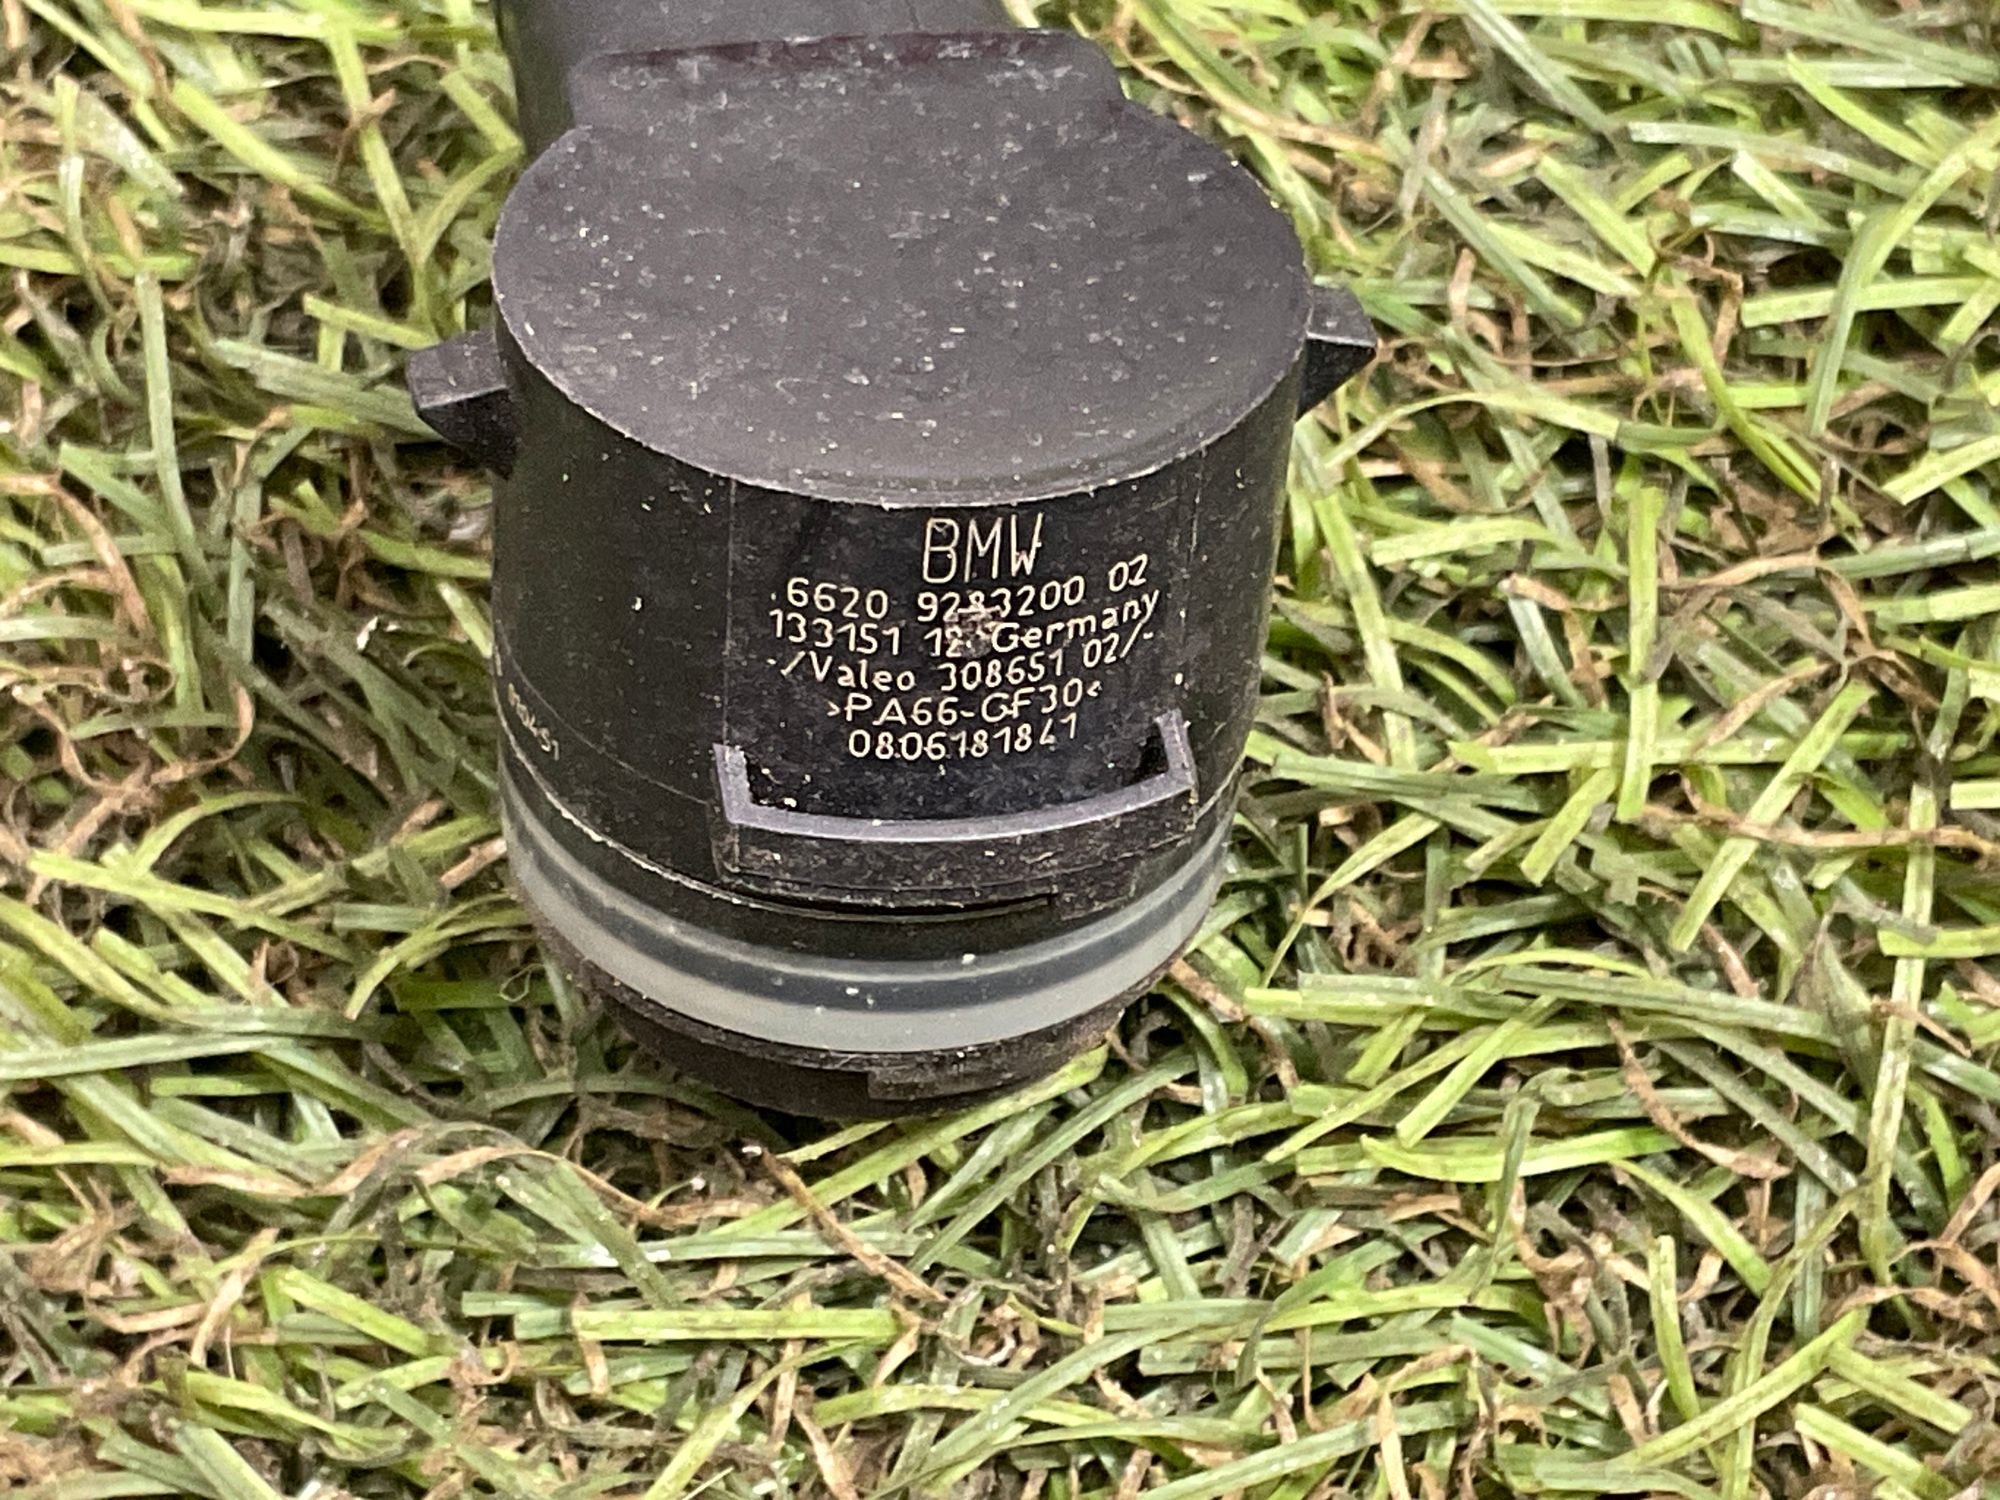 BMW
6620 9283200 02
133151 12 Germany
-/Valeo 308651 02/-
>PA66-GF30<
0806181841